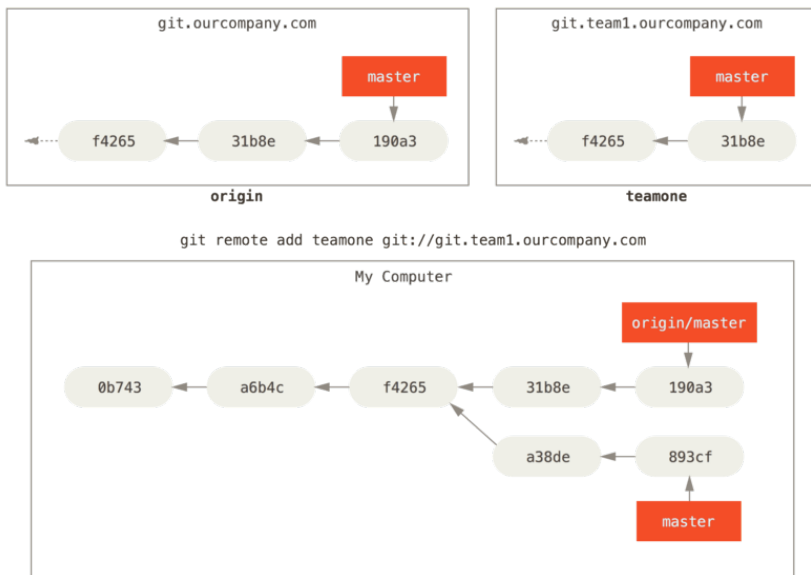 git.ourcompany.com
master
f4265 31b8e 190a3
origin
git.team1.ourcompany.com
master
f4265 31b8e
teamone
git remote add teamone git://git.team1.ourcompany.com
My Computer
origin/master
0b743 a6b4c f4265 31b8e 190a3
a38de 893cf
master